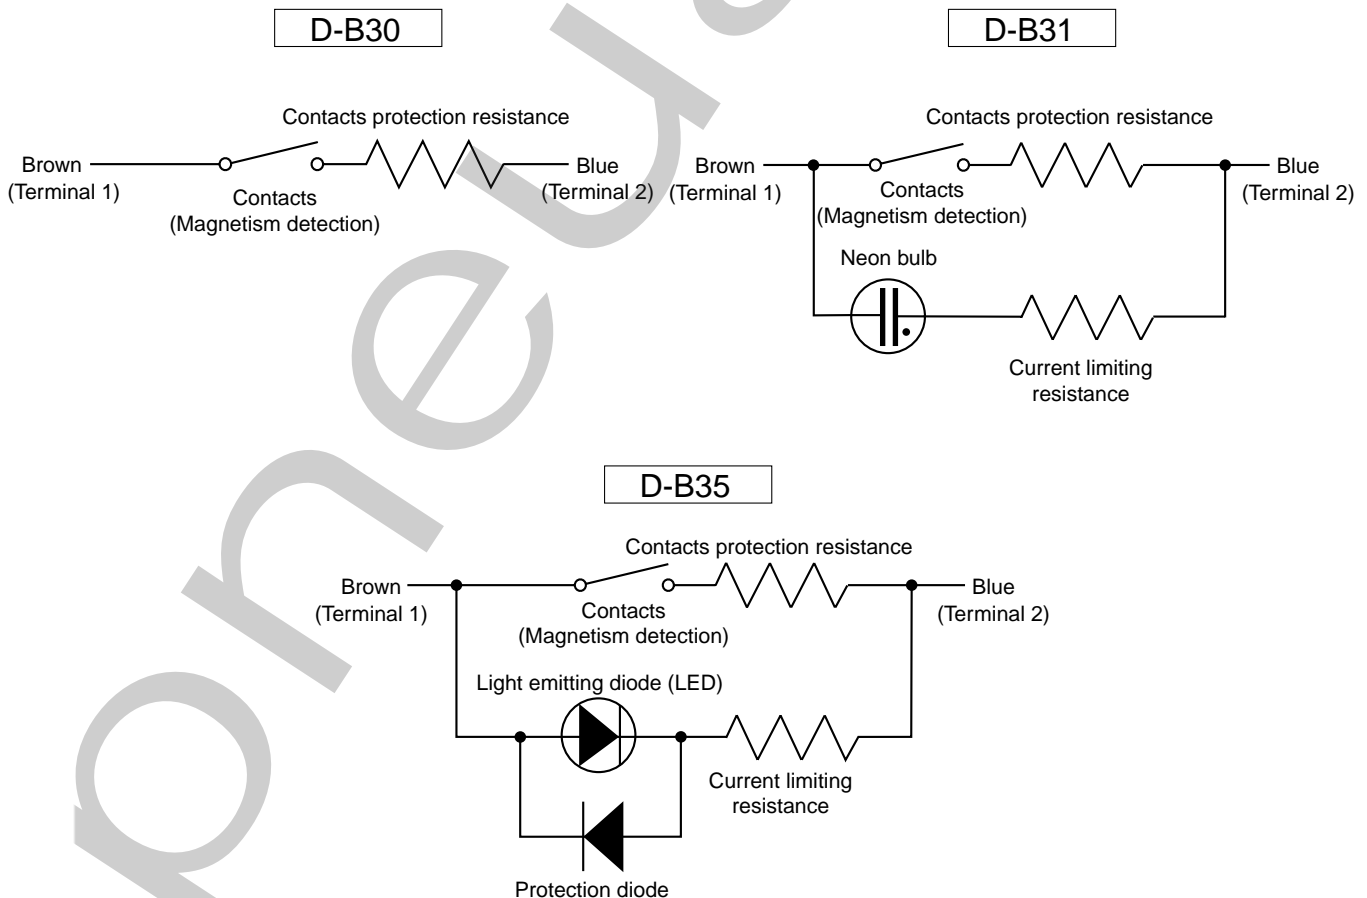 D-B30
Contacts protection resistance
Brown
(Terminal 1)
Contacts
(Magnetism detection)
Blue
(Terminal 2)
D-B31
Contacts protection resistance
Brown
(Terminal 1)
Contacts
(Magnetism detection)
Blue
(Terminal 2)
Neon bulb
Current limiting
resistance
D-B35
Contacts protection resistance
Brown
(Terminal 1)
Contacts
(Magnetism detection)
Blue
(Terminal 2)
Light emitting diode (LED)
Current limiting
resistance
Protection diode
pneu